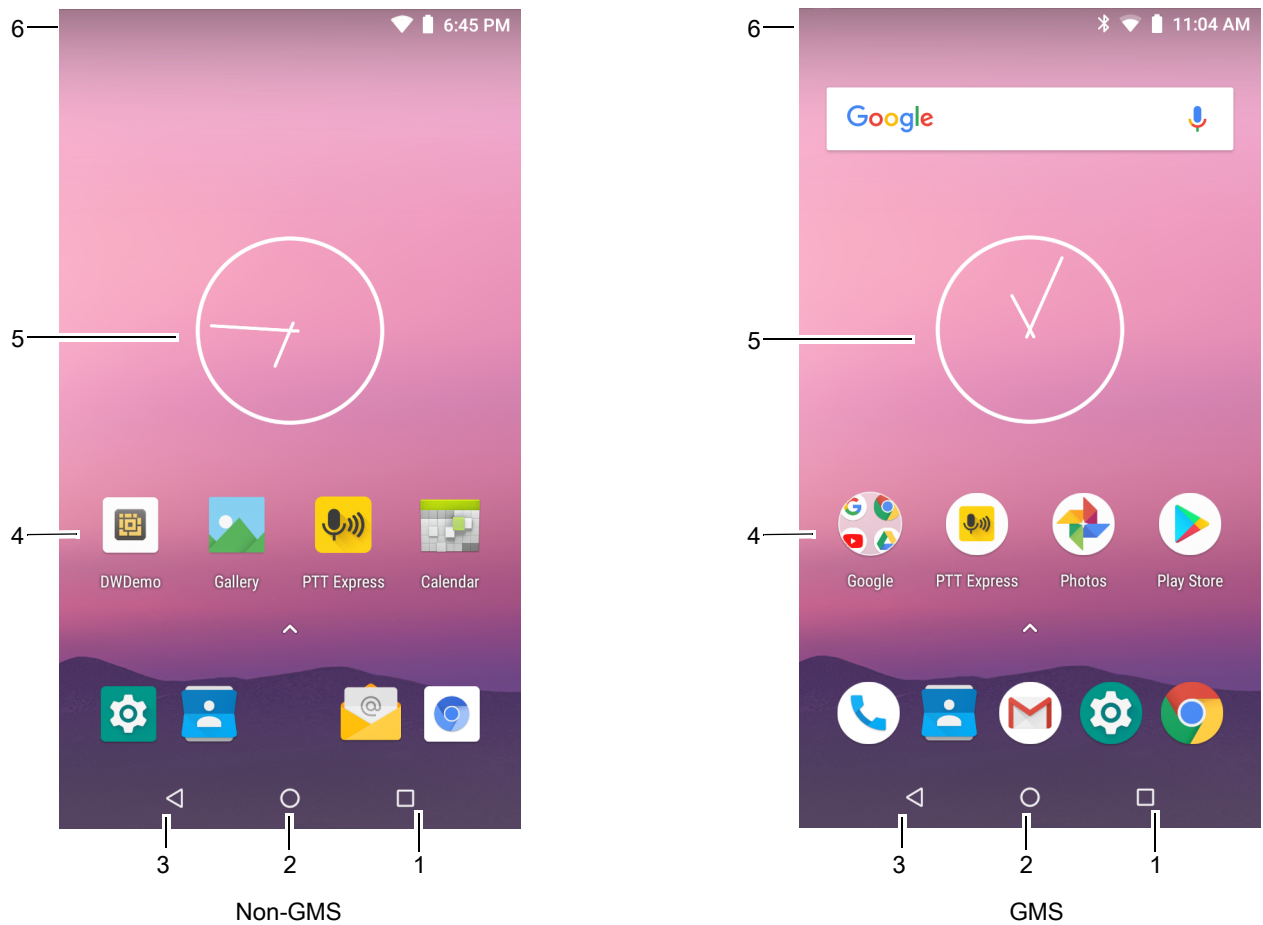 6
6:45 PM
5
4
DWDemo
Gallery
PTT Express
Calendar
@
3
2
1
Non-GMS
6
11:04 AM
Google
5
4
G
Google
PTT Express
Photos
Play Store
3
2
1
GMS